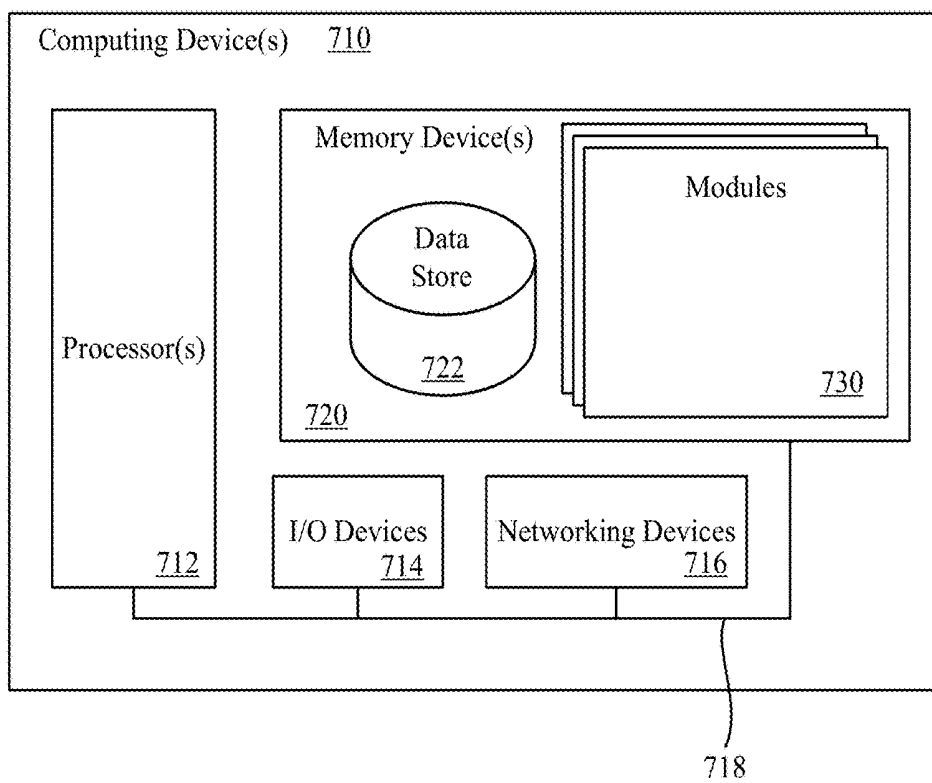 Computing Device(s) 710
Memory Device(s)
Modules
Data
Store
Processor(s)
722
730
720
I/O Devices
Networking Devices
712
714
716
718